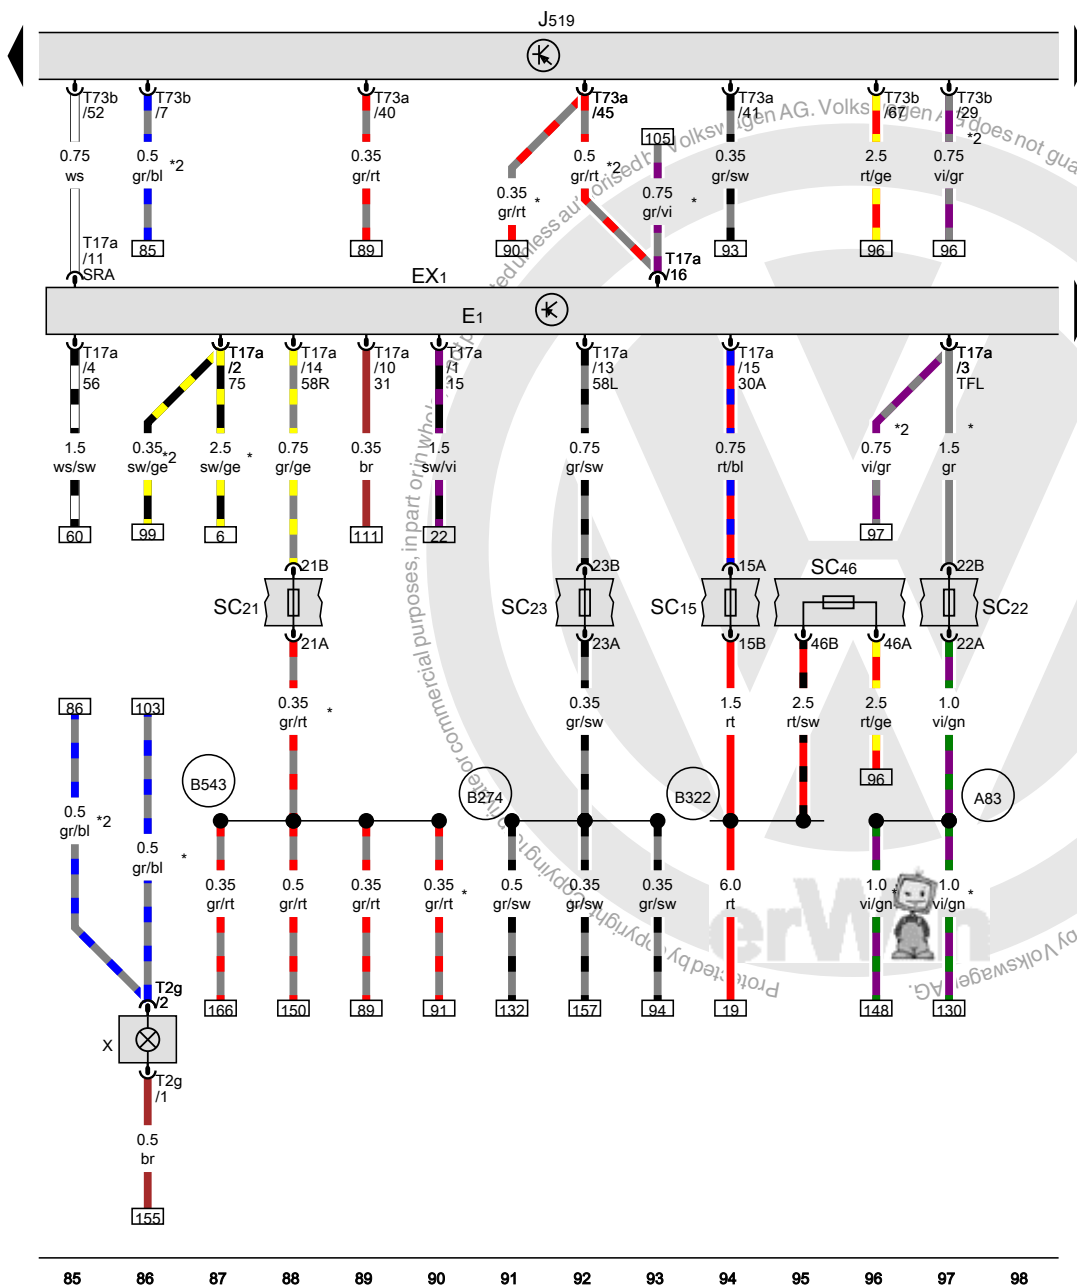 J519
T73b /52
T73b /7
T73a /40
T73a /45
T73a /41
T73b /67
T73b /29
0.75 ws
0.5 gr/bl *2
0.35 gr/rt
0.35 gr/rt *
0.5 gr/rt *2
105
0.75 gr/vi *
0.35 gr/sw
2.5 rt/ge
0.75 vi/gr *2
85
89
90
93
96
96
T17a /11 SRA
T17a /16
EX1
E1
T17a /4 56
T17a /2 75
T17a /14 58R
T17a /10 31
T17a /1 15
T17a /13 58L
T17a /15 30A
T17a /3 TFL
1.5 ws/sw
0.35 sw/ge *2
2.5 sw/ge *
0.75 gr/ge
0.35 br
1.5 sw/vi
0.75 gr/sw
0.75 rt/bl
0.75 vi/gr *2
1.5 gr *
60
99
6
111
22
97
21B
23B
15A
SC46
22B
SC21
SC23
SC15
SC22
21A
23A
15B
46B
46A
22A
86
103
0.35 gr/rt *
0.35 gr/sw
1.5 rt
2.5 rt/sw
2.5 rt/ge
1.0 vi/gn
96
B543
B274
B322
A83
0.5 gr/bl *2
0.5 gr/bl *
0.35 gr/rt
0.5 gr/rt
0.35 gr/rt
0.35 gr/rt *
0.5 gr/sw
0.35 gr/sw
0.35 gr/sw
6.0 rt
1.0 vi/gn *
1.0 vi/gn *
erWin
166
150
89
91
132
157
94
19
148
130
T2g /2
X
T2g /1
0.5 br
155
85 86 87 88 89 90 91 92 93 94 95 96 97 98